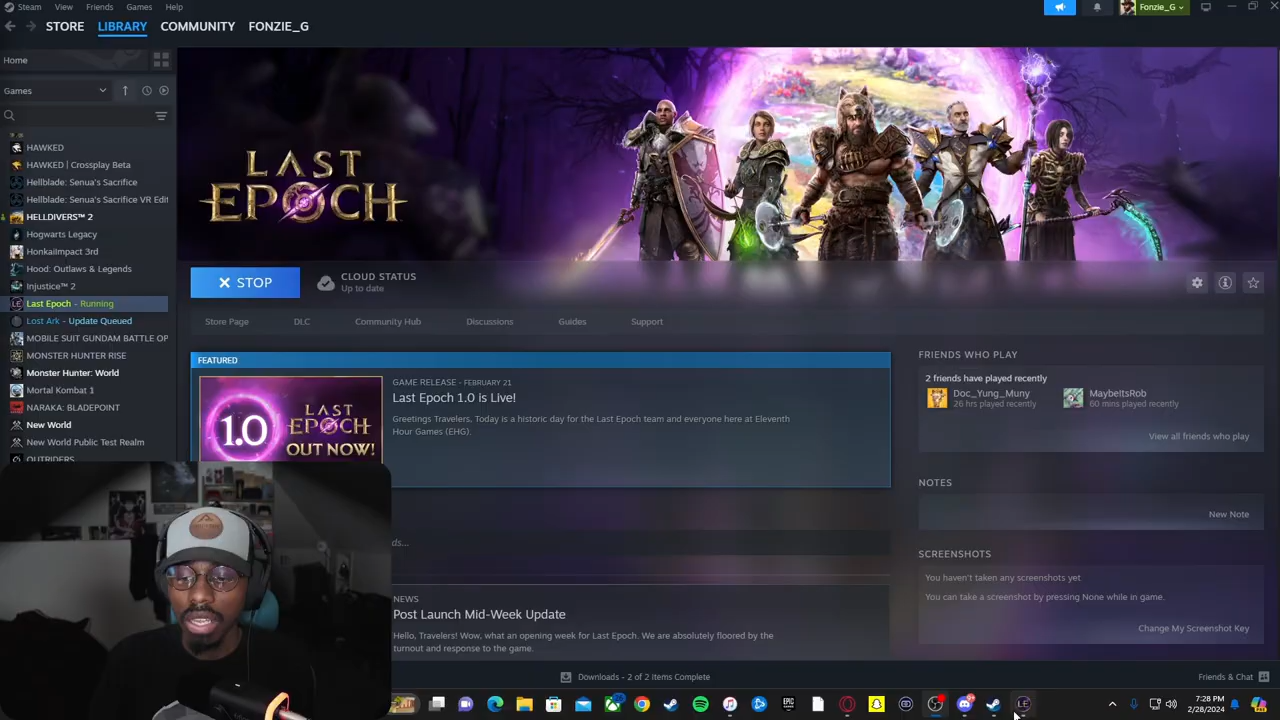 Steam View Friends Games Help
Fonzie_G
STORE LIBRARY COMMUNITY FONZIE_G
Home
Games
HAWKED
HAWKED | Crossplay Beta
Hellblade: Senua's Sacrifice
Hellblade: Senua's Sacrifice VR Edit
HELLDIVERS™ 2
Hogwarts Legacy
HonkaiImpact 3rd
Hood: Outlaws & Legends
Injustice™ 2
Last Epoch - Running
Lost Ark - Update Queued
MOBILE SUIT GUNDAM BATTLE OP
MONSTER HUNTER RISE
Monster Hunter: World
Mortal Kombat 1
NARAKA: BLADEPOINT
New World
New World Public Test Realm
OUTRIDERS
LAST
EPOCH
STOP
CLOUD STATUS
Up to date
Store Page DLC Community Hub Discussions Guides Support
FEATURED
1.0
LAST
EPOCH
OUT NOW!
GAME RELEASE - FEBRUARY 21
Last Epoch 1.0 is Live!
Greetings Travelers, Today is a historic day for the Last Epoch team and everyone here at Eleventh
Hour Games (EHG).
ds...
NEWS
Post Launch Mid-Week Update
Hello, Travelers! Wow, what an opening week for Last Epoch. We are absolutely floored by the
turnout and response to the game.
FRIENDS WHO PLAY
2 friends have played recently
Doc_Yung_Muny
26 hrs played recently
MaybeItsRob
60 mins played recently
View all friends who play
NOTES
New Note
SCREENSHOTS
You haven't taken any screenshots yet
You can take a screenshot by pressing None while in game.
Change My Screenshot Key
Downloads - 2 of 2 Items Complete
Friends & Chat
EPIC
GAMES
LE
7:28 PM
2/28/2024